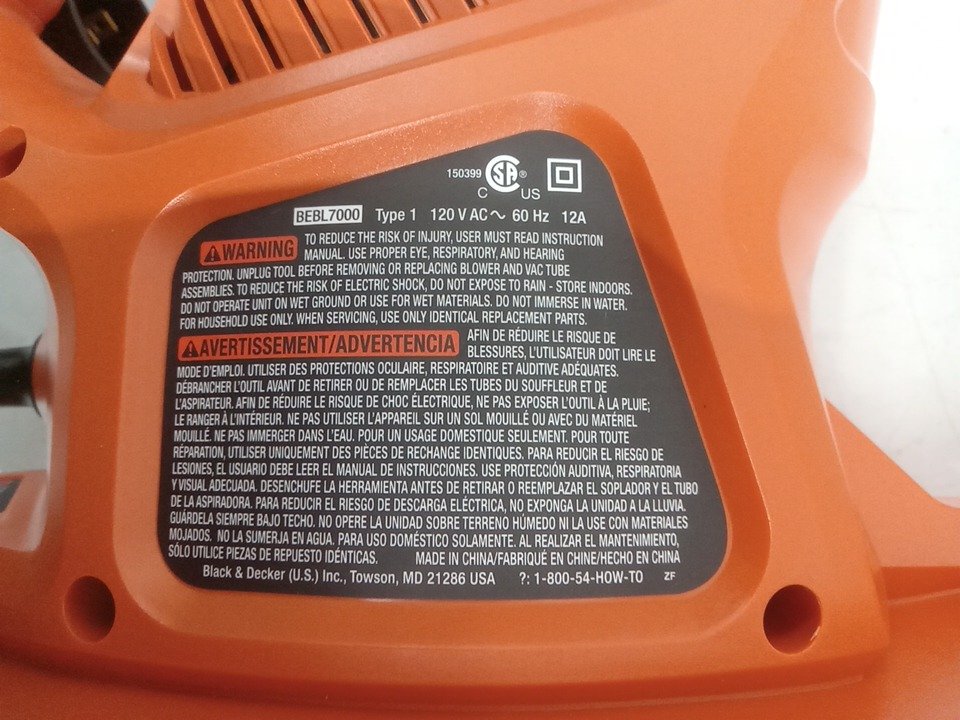 150399 SA ®
C US
BEBL7000 Type 1 120 V AC ~ 60 Hz 12A
⚠WARNING TO REDUCE THE RISK OF INJURY, USER MUST READ INSTRUCTION
MANUAL. USE PROPER EYE, RESPIRATORY, AND HEARING
PROTECTION. UNPLUG TOOL BEFORE REMOVING OR REPLACING BLOWER AND VAC TUBE
ASSEMBLIES. TO REDUCE THE RISK OF ELECTRIC SHOCK, DO NOT EXPOSE TO RAIN - STORE INDOORS.
DO NOT OPERATE UNIT ON WET GROUND OR USE FOR WET MATERIALS. DO NOT IMMERSE IN WATER.
FOR HOUSEHOLD USE ONLY. WHEN SERVICING, USE ONLY IDENTICAL REPLACEMENT PARTS.
⚠AVERTISSEMENT/ADVERTENCIA AFIN DE RÉDUIRE LE RISQUE DE
BLESSURES, L'UTILISATEUR DOIT LIRE LE
MODE D'EMPLOI. UTILISER DES PROTECTIONS OCULAIRE, RESPIRATOIRE ET AUDITIVE ADÉQUATES.
DÉBRANCHER L'OUTIL AVANT DE RETIRER OU DE REMPLACER LES TUBES DU SOUFFLEUR ET DE
L'ASPIRATEUR. AFIN DE RÉDUIRE LE RISQUE DE CHOC ÉLECTRIQUE, NE PAS EXPOSER L'OUTIL À LA PLUIE;
LE RANGER À L'INTÉRIEUR. NE PAS UTILISER L'APPAREIL SUR UN SOL MOUILLÉ OU AVEC DU MATÉRIEL
MOUILLÉ. NE PAS IMMERGER DANS L'EAU. POUR UN USAGE DOMESTIQUE SEULEMENT. POUR TOUTE
RÉPARATION, UTILISER UNIQUEMENT DES PIÈCES DE RECHANGE IDENTIQUES. PARA REDUCIR EL RIESGO DE
LESIONES, EL USUARIO DEBE LEER EL MANUAL DE INSTRUCCIONES. USE PROTECCIÓN AUDITIVA, RESPIRATORIA
Y VISUAL ADECUADA. DESENCHUFE LA HERRAMIENTA ANTES DE RETIRAR O REEMPLAZAR EL SOPLADOR Y EL TUBO
DE LA ASPIRADORA. PARA REDUCIR EL RIESGO DE DESCARGA ELÉCTRICA, NO EXPONGA LA UNIDAD A LA LLUVIA.
GUÁRDELA SIEMPRE BAJO TECHO. NO OPERE LA UNIDAD SOBRE TERRENO HÚMEDO NI LA USE CON MATERIALES
MOJADOS. NO LA SUMERJA EN AGUA. PARA USO DOMÉSTICO SOLAMENTE. AL REALIZAR EL MANTENIMIENTO,
SÓLO UTILICE PIEZAS DE REPUESTO IDÉNTICAS. MADE IN CHINA/FABRIQUÉ EN CHINE/HECHO EN CHINA
Black & Decker (U.S.) Inc., Towson, MD 21286 USA ?: 1-800-54-HOW-TO ZF